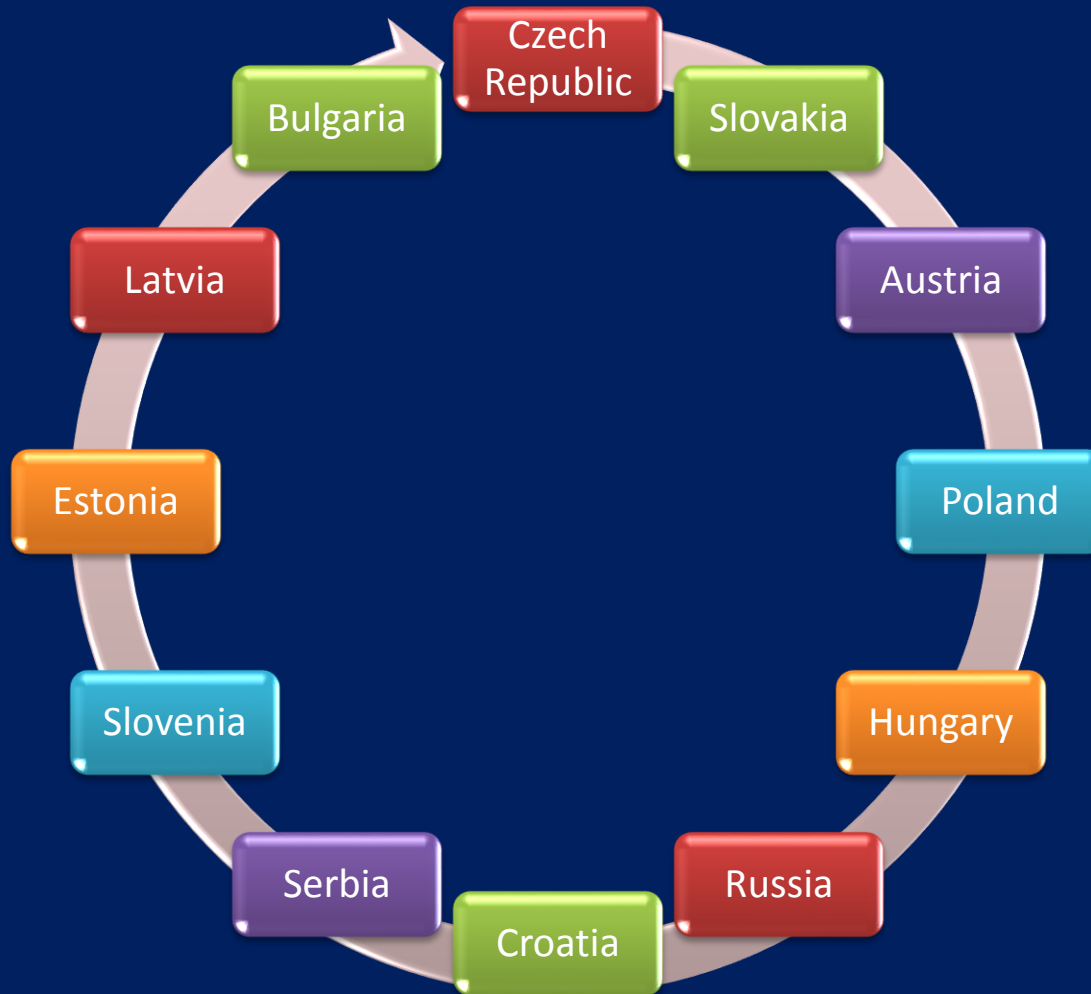 Czech
Republic
Slovakia
Austria
Poland
Hungary
Russia
Croatia
Serbia
Slovenia
Estonia
Latvia
Bulgaria